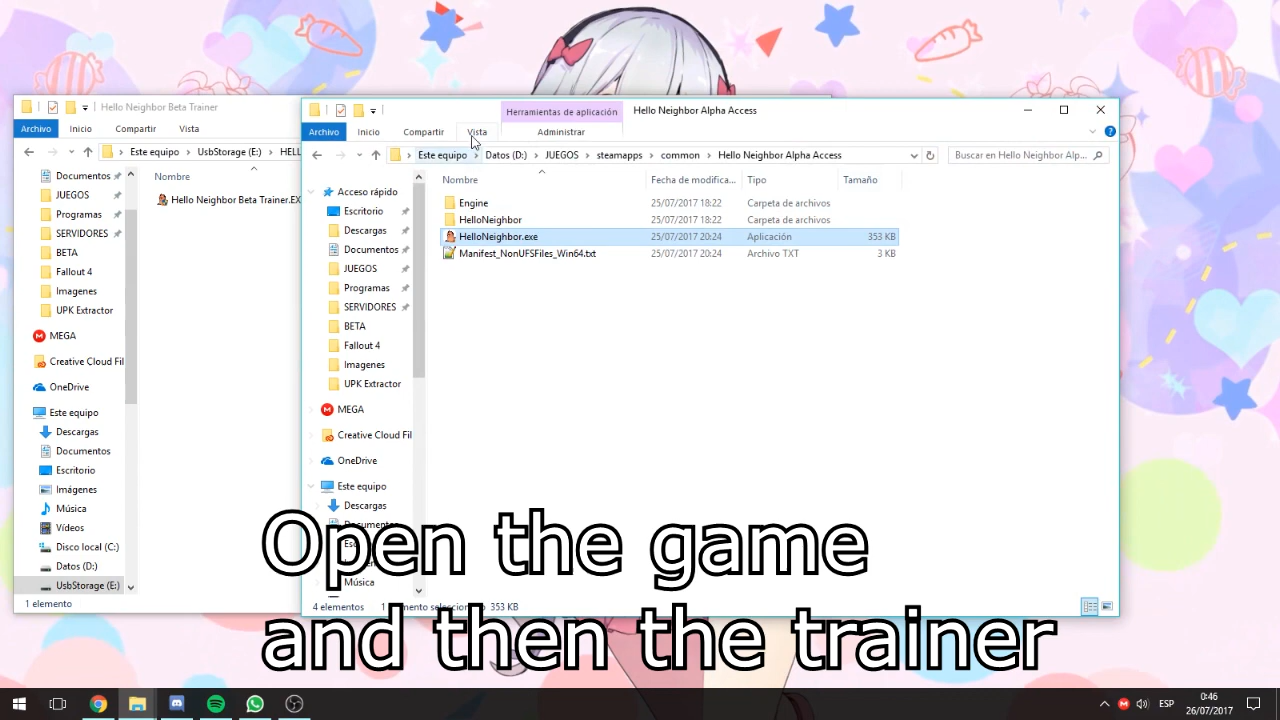 Hello Neighbor Beta Trainer
Archivo Inicio Compartir Vista
Este equipo > UsbStorage (E:) > HELL
Nombre
Hello Neighbor Beta Trainer.EX
Documentos
JUEGOS
Programas
SERVIDORES
BETA
Fallout 4
Imagenes
UPK Extractor
MEGA
Creative Cloud Fil
OneDrive
Este equipo
Descargas
Documentos
Escritorio
Imágenes
Música
Vídeos
Disco local (C:)
Datos (D:)
UsbStorage (E:)
1 elemento
Herramientas de aplicación Hello Neighbor Alpha Access
Archivo Inicio Compartir Vista Administrar
Este equipo > Datos (D:) > JUEGOS > steamapps > common > Hello Neighbor Alpha Access
Buscar en Hello Neighbor Alp...
Nombre Fecha de modifica... Tipo Tamaño
Engine 25/07/2017 18:22 Carpeta de archivos
HelloNeighbor 25/07/2017 18:22 Carpeta de archivos
HelloNeighbor.exe 25/07/2017 20:24 Aplicación 353 KB
Manifest_NonUFSFiles_Win64.txt 25/07/2017 20:24 Archivo TXT 3 KB
Acceso rápido
Escritorio
Descargas
Documentos
JUEGOS
Programas
SERVIDORES
BETA
Fallout 4
Imagenes
UPK Extractor
MEGA
Creative Cloud Fil
OneDrive
Este equipo
Descargas
Música
4 elementos 353 KB
Open the game
and then the trainer
ESP
0:46
26/07/2017